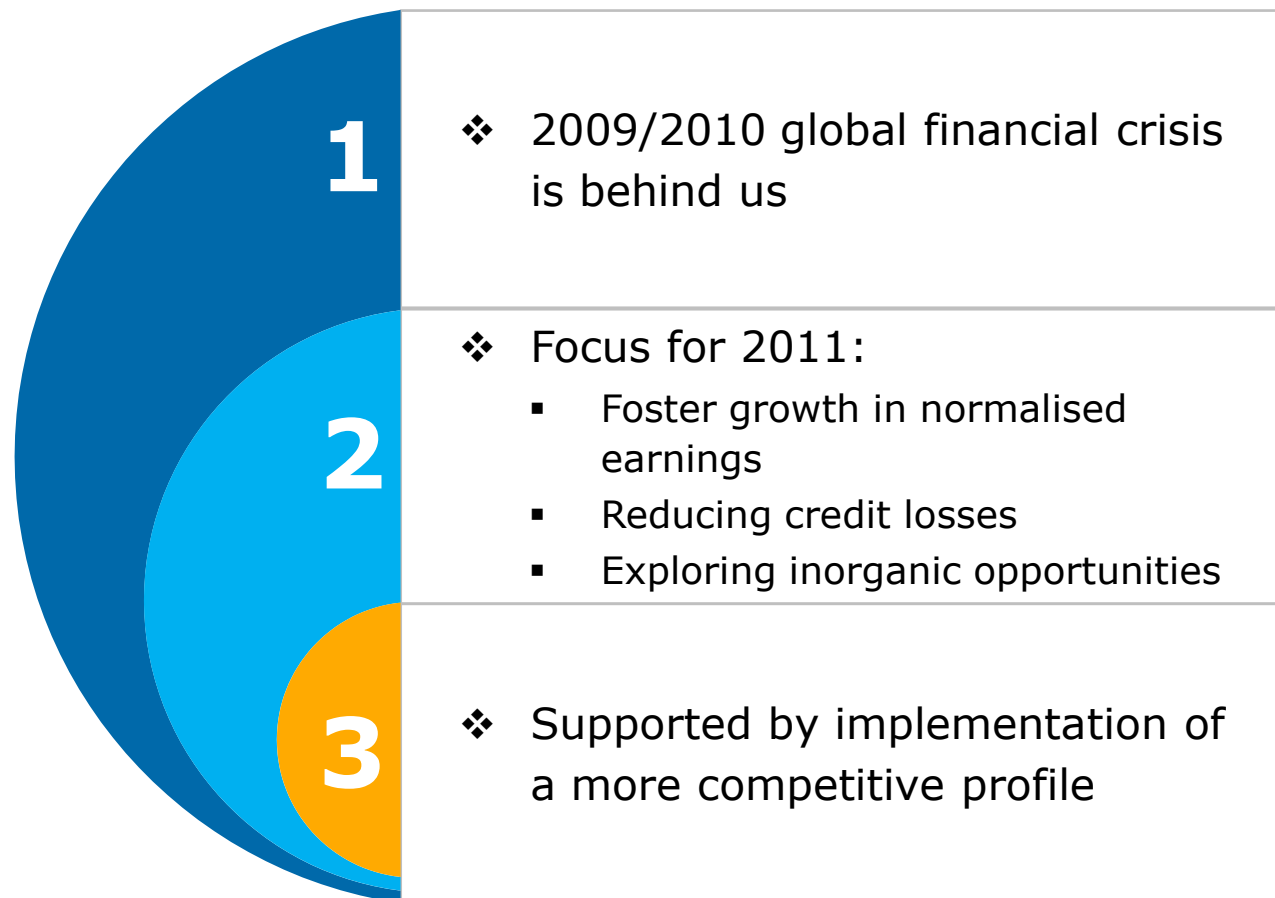 1
❖ 2009/2010 global financial crisis
is behind us
2
❖ Focus for 2011:
▪ Foster growth in normalised
earnings
▪ Reducing credit losses
▪ Exploring inorganic opportunities
3
❖ Supported by implementation of
a more competitive profile